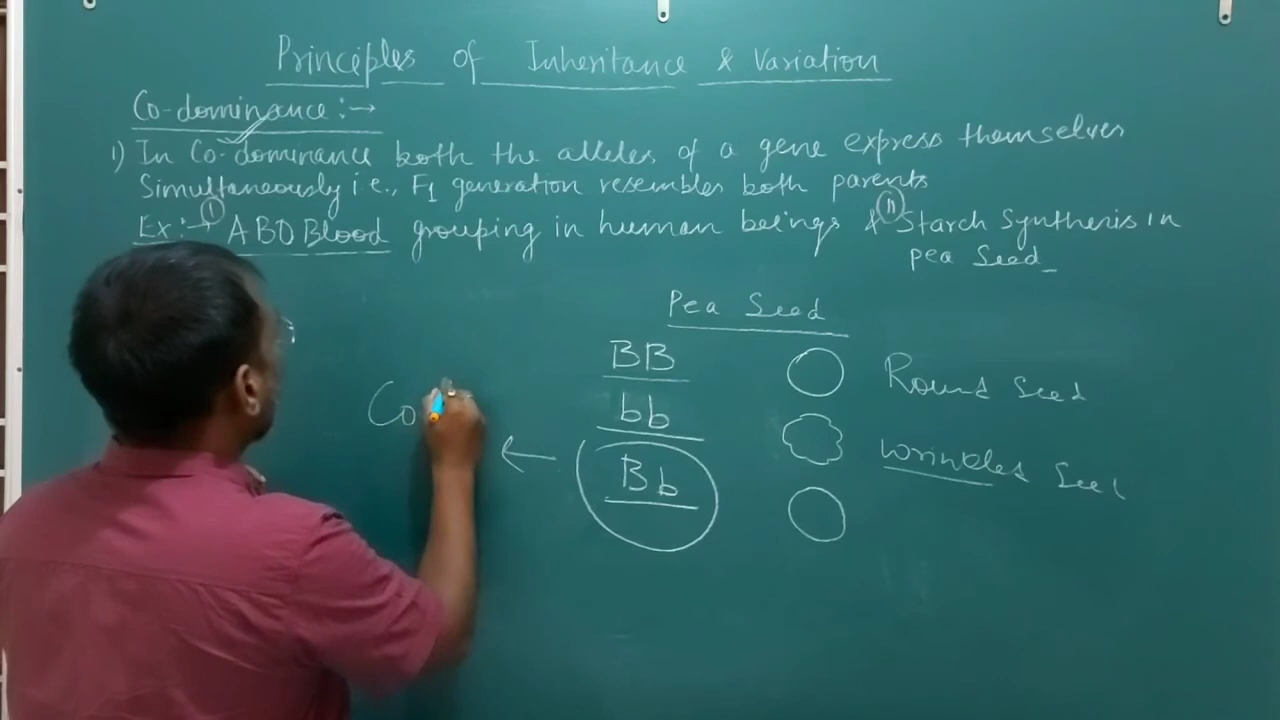 Principles of Inheritance & Variation
Co-dominance:→
1) In Co-dominance both the alleles of a gene express themselves
Simultaneously i.e., F1 generation resembles both parents
Ex:→ (I) ABO Blood grouping in human beings & (II) Starch Synthesis in
pea Seed
Pea Seed
BB Round Seed
bb Wrinkled
Bb
Co